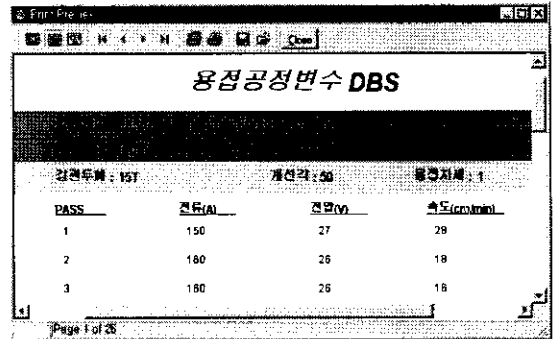 Print Preview
Close
용접공정변수 DBS
강판두께 : 15T 개선각 : 50 용접자세 : 1
PASS 전류(A) 전압(V) 속도(cm/min)
1 150 27 29
2 180 26 18
3 180 26 16
Page 1 of 26